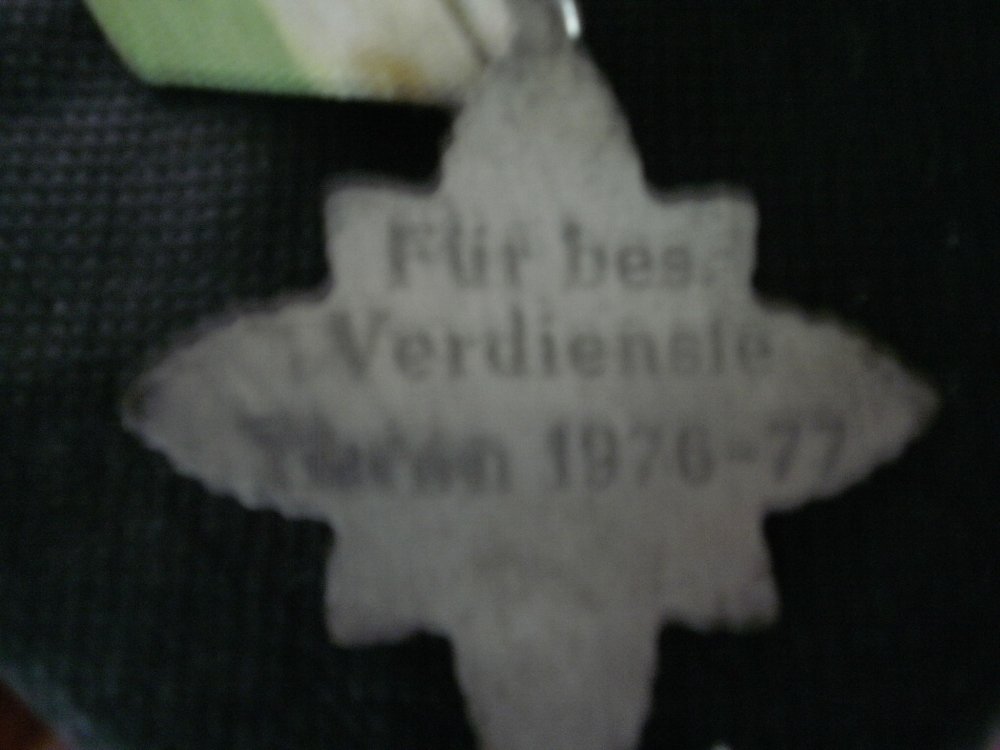 Für bes.
Verdienste
1976-77